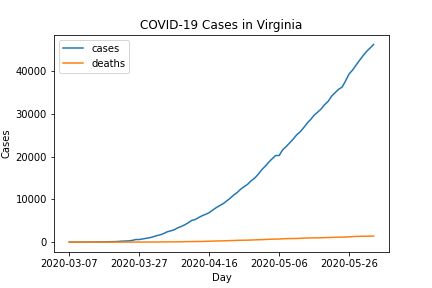 COVID-19 Cases in Virginia
cases
deaths
40000
30000
20000
10000
0
Cases
2020-03-07 2020-03-27 2020-04-16 2020-05-06 2020-05-26
Day